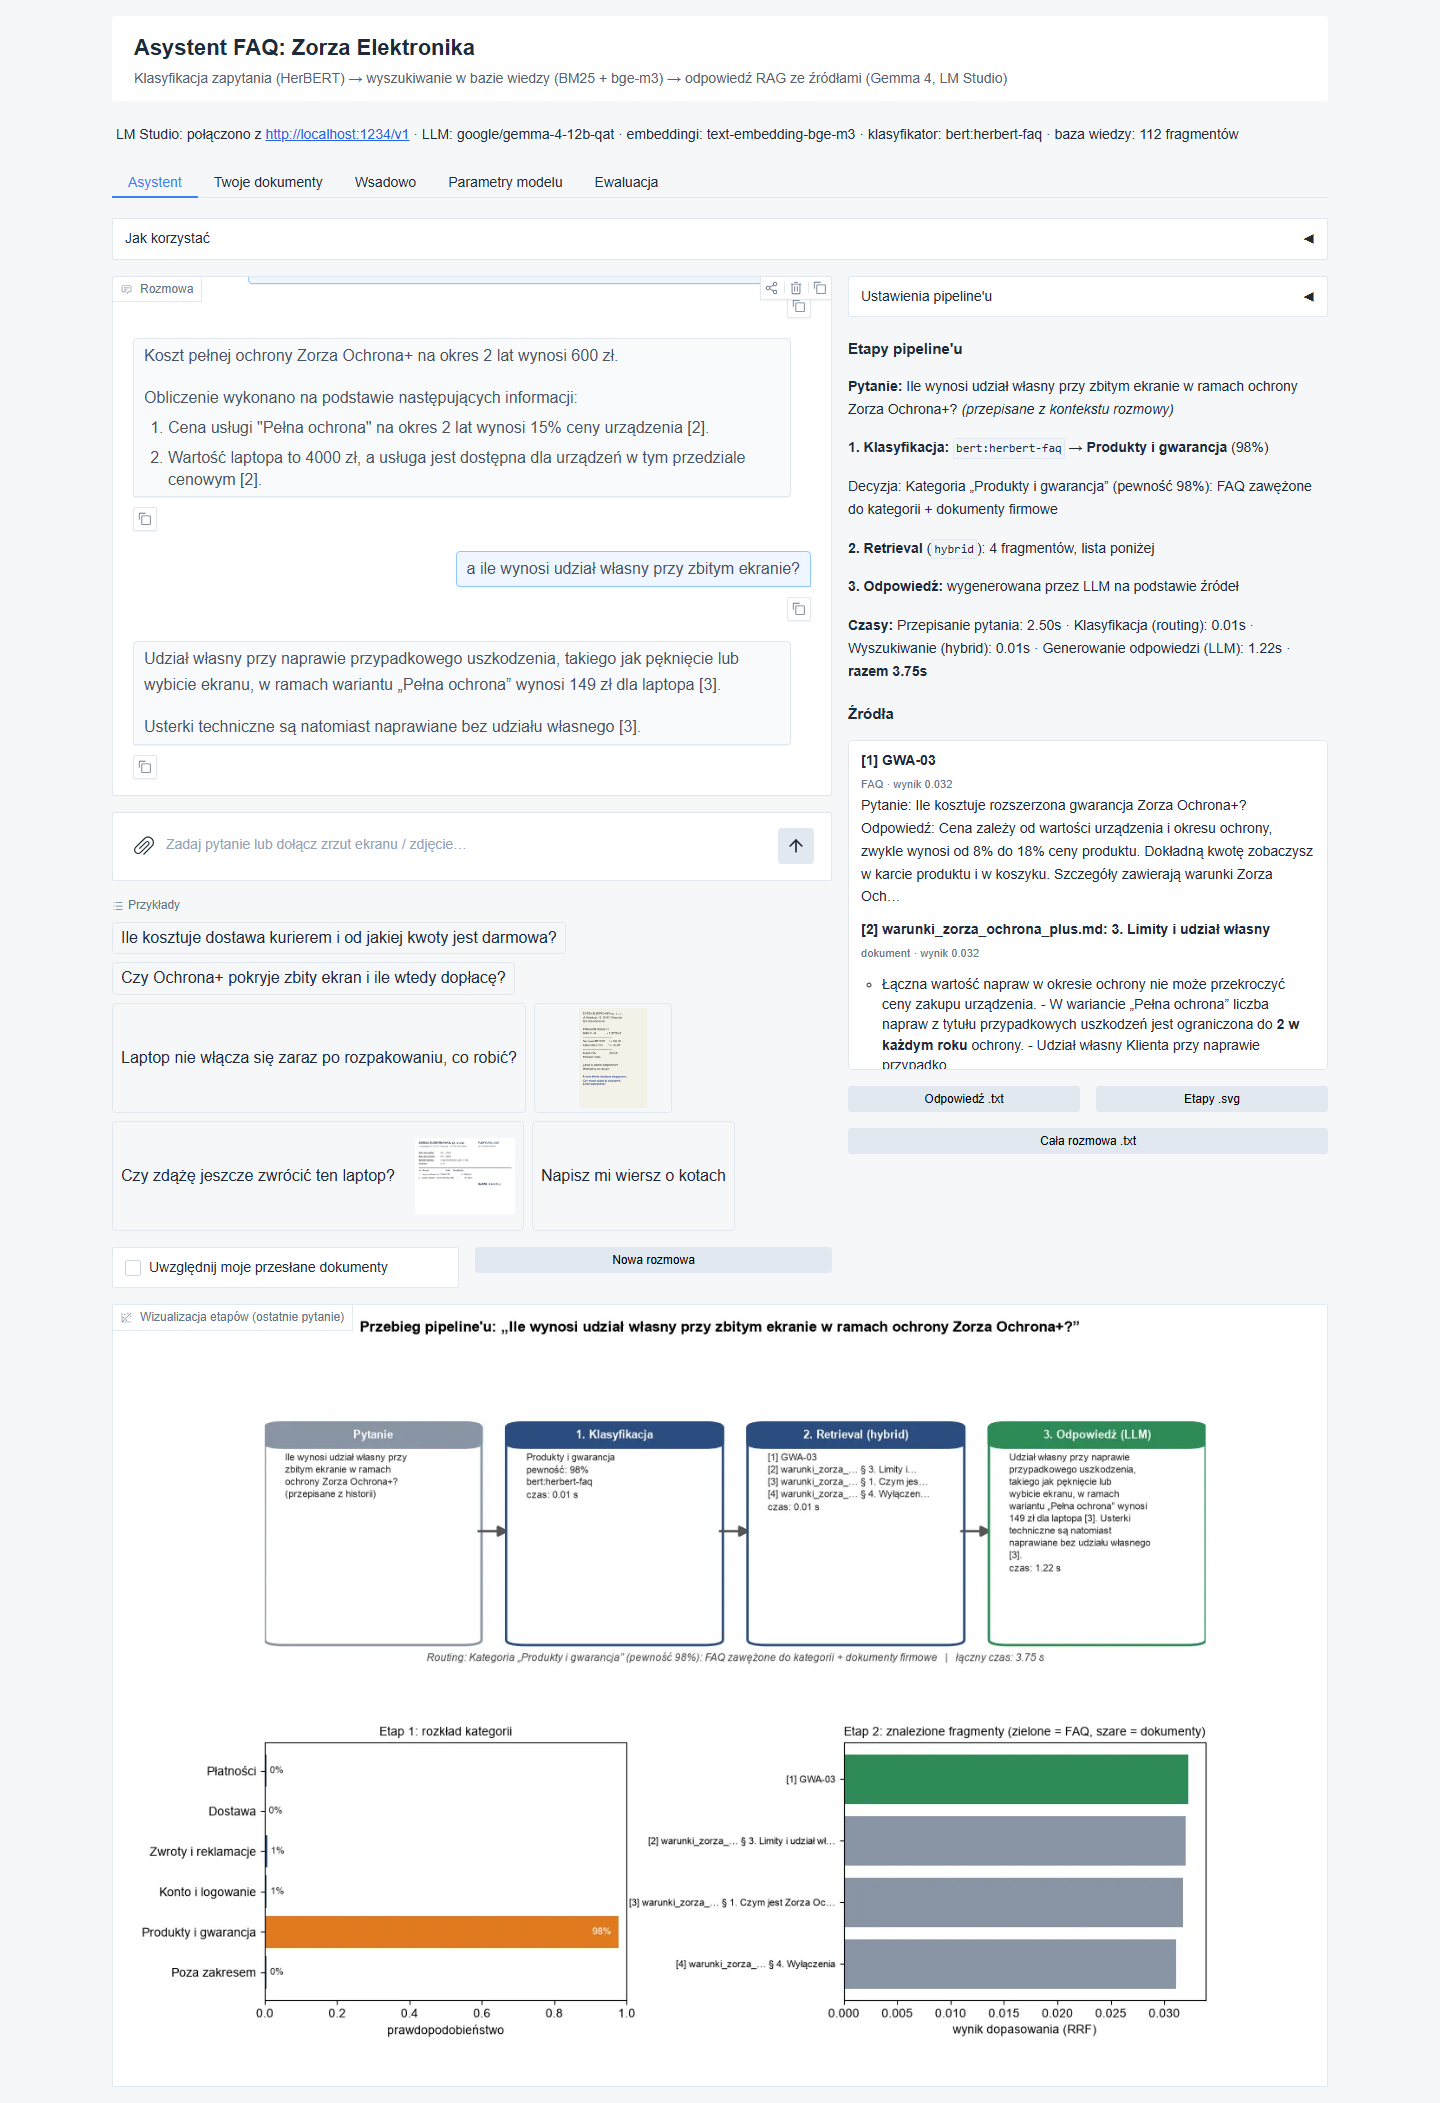 Asystent FAQ: Zorza Elektronika
Klasyfikacja zapytania (HerBERT) → wyszukiwanie w bazie wiedzy (BM25 + bge-m3) → odpowiedź RAG ze źródłami (Gemma 4, LM Studio)
LM Studio: połączono z http://localhost:1234/v1 · LLM: google/gemma-4-12b-qat · embeddingi: text-embedding-bge-m3 · klasyfikator: bert:herbert-faq · baza wiedzy: 112 fragmentów
Asystent
Twoje dokumenty
Wsadowo
Parametry modelu
Ewaluacja
Jak korzystać
Rozmowa
Koszt pełnej ochrony Zorza Ochrona+ na okres 2 lat wynosi 600 zł.
Obliczenie wykonano na podstawie następujących informacji:
1. Cena usługi "Pełna ochrona" na okres 2 lat wynosi 15% ceny urządzenia [2].
2. Wartość laptopa to 4000 zł, a usługa jest dostępna dla urządzeń w tym przedziale
cenowym [2].
a ile wynosi udział własny przy zbitym ekranie?
Udział własny przy naprawie przypadkowego uszkodzenia, takiego jak pęknięcie lub
wybicie ekranu, w ramach wariantu „Pełna ochrona” wynosi 149 zł dla laptopa [3].
Usterki techniczne są natomiast naprawiane bez udziału własnego [3].
Zadaj pytanie lub dołącz zrzut ekranu / zdjęcie…
Przykłady
Ile kosztuje dostawa kurierem i od jakiej kwoty jest darmowa?
Czy Ochrona+ pokryje zbity ekran i ile wtedy dopłacę?
Laptop nie włącza się zaraz po rozpakowaniu, co robić?
Czy zdążę jeszcze zwrócić ten laptop?
Napisz mi wiersz o kotach
Uwzględnij moje przesłane dokumenty
Nowa rozmowa
Ustawienia pipeline'u
Etapy pipeline'u
Pytanie: Ile wynosi udział własny przy zbitym ekranie w ramach ochrony
Zorza Ochrona+? (przepisane z kontekstu rozmowy)
1. Klasyfikacja: bert:herbert-faq → Produkty i gwarancja (98%)
Decyzja: Kategoria „Produkty i gwarancja” (pewność 98%): FAQ zawężone
do kategorii + dokumenty firmowe
2. Retrieval (hybrid): 4 fragmentów, lista poniżej
3. Odpowiedź: wygenerowana przez LLM na podstawie źródeł
Czasy: Przepisanie pytania: 2.50s · Klasyfikacja (routing): 0.01s ·
Wyszukiwanie (hybrid): 0.01s · Generowanie odpowiedzi (LLM): 1.22s ·
razem 3.75s
Źródła
[1] GWA-03
FAQ · wynik 0.032
Pytanie: Ile kosztuje rozszerzona gwarancja Zorza Ochrona+?
Odpowiedź: Cena zależy od wartości urządzenia i okresu ochrony,
zwykle wynosi od 8% do 18% ceny produktu. Dokładną kwotę zobaczysz
w karcie produktu i w koszyku. Szczegóły zawierają warunki Zorza
Och…
[2] warunki_zorza_ochrona_plus.md: 3. Limity i udział własny
dokument · wynik 0.032
Łączna wartość napraw w okresie ochrony nie może przekroczyć
ceny zakupu urządzenia. - W wariancie „Pełna ochrona” liczba
napraw z tytułu przypadkowych uszkodzeń jest ograniczona do 2 w
każdym roku ochrony. - Udział własny Klienta przy naprawie
przypadko
Odpowiedź .txt
Etapy .svg
Cała rozmowa .txt
Wizualizacja etapów (ostatnie pytanie)
Przebieg pipeline'u: „Ile wynosi udział własny przy zbitym ekranie w ramach ochrony Zorza Ochrona+?”
Pytanie
Ile wynosi udział własny przy
zbitym ekranie w ramach
ochrony Zorza Ochrona+?
(przepisane z historii)
1. Klasyfikacja
Produkty i gwarancja
pewność: 98%
bert:herbert-faq
czas: 0.01 s
2. Retrieval (hybrid)
[1] GWA-03
[2] warunki_zorza_… § 3. Limity i…
[3] warunki_zorza_… § 1. Czym jes…
[4] warunki_zorza_… § 4. Wyłączen…
czas: 0.01 s
3. Odpowiedź (LLM)
Udział własny przy naprawie
przypadkowego uszkodzenia,
takiego jak pęknięcie lub
wybicie ekranu, w ramach
wariantu „Pełna ochrona” wynosi
149 zł dla laptopa [3]. Usterki
techniczne są natomiast
naprawiane bez udziału własnego
[3].
czas: 1.22 s
Routing: Kategoria „Produkty i gwarancja” (pewność 98%): FAQ zawężone do kategorii + dokumenty firmowe | łączny czas: 3.75 s
Etap 1: rozkład kategorii
Płatności 0%
Dostawa 0%
Zwroty i reklamacje 1%
Konto i logowanie 1%
Produkty i gwarancja 98%
Poza zakresem 0%
0.0 0.2 0.4 0.6 0.8 1.0
prawdopodobieństwo
Etap 2: znalezione fragmenty (zielone = FAQ, szare = dokumenty)
[1] GWA-03
[2] warunki_zorza_… § 3. Limity i udział wł…
[3] warunki_zorza_… § 1. Czym jest Zorza Oc…
[4] warunki_zorza_… § 4. Wyłączenia
0.000 0.005 0.010 0.015 0.020 0.025 0.030
wynik dopasowania (RRF)